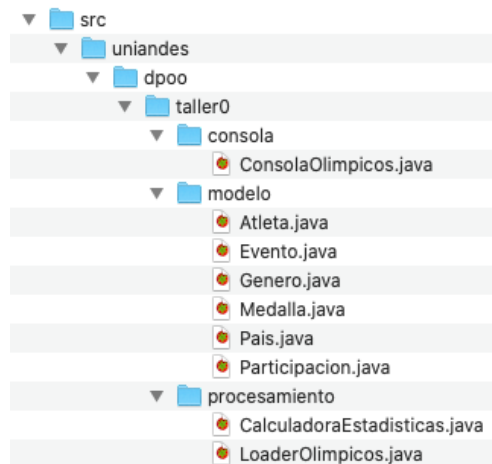 src
uniandes
dpoo
taller0
consola
ConsolaOlimpicos.java
modelo
Atleta.java
Evento.java
Genero.java
Medalla.java
Pais.java
Participacion.java
procesamiento
CalculadoraEstadisticas.java
LoaderOlimpicos.java